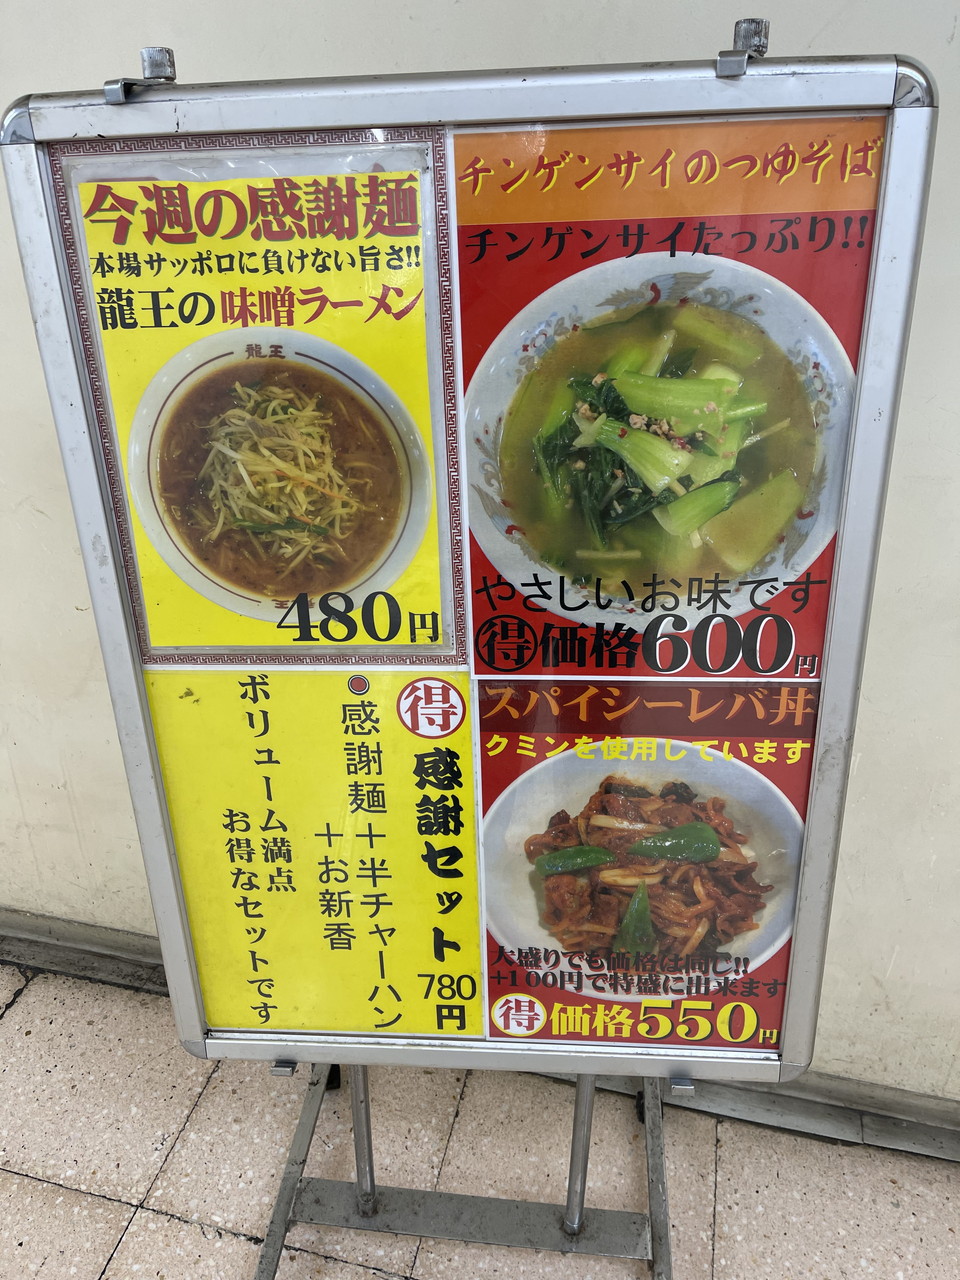 今週の感謝麺
本場サッポロに負けない旨さ!!
龍王の味噌ラーメン
龍王
480円
チンゲンサイのつゆそば
チンゲンサイたっぷり!!
やさしいお味です
得価格600円
得
感謝セット
780円
感謝麺＋半チャーハン
＋お新香
ボリューム満点
お得なセットです
スパイシーレバ丼
クミンを使用しています
大盛りでも価格は同じ!!
+100円で特盛に出来ます
得価格550円